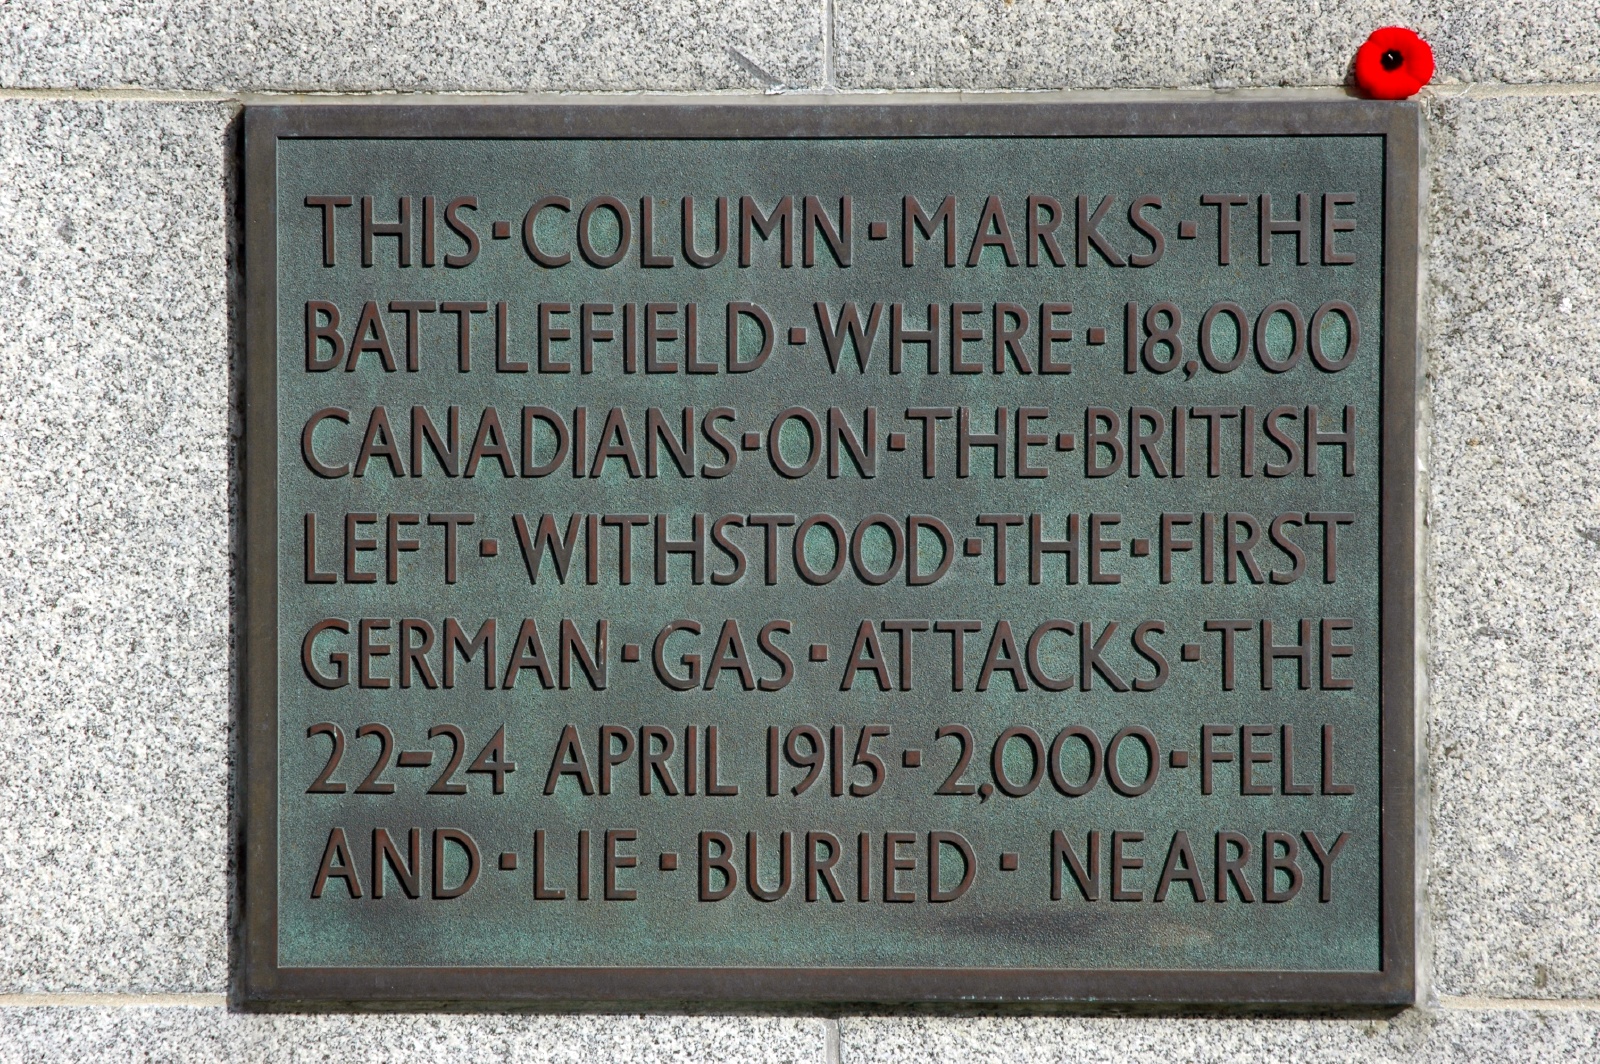 THIS·COLUMN·MARKS·THE
BATTLEFIELD·WHERE·18,000
CANADIANS·ON·THE·BRITISH
LEFT·WITHSTOOD·THE·FIRST
GERMAN·GAS·ATTACKS·THE
22-24 APRIL 1915·2,000·FELL
AND·LIE·BURIED·NEARBY